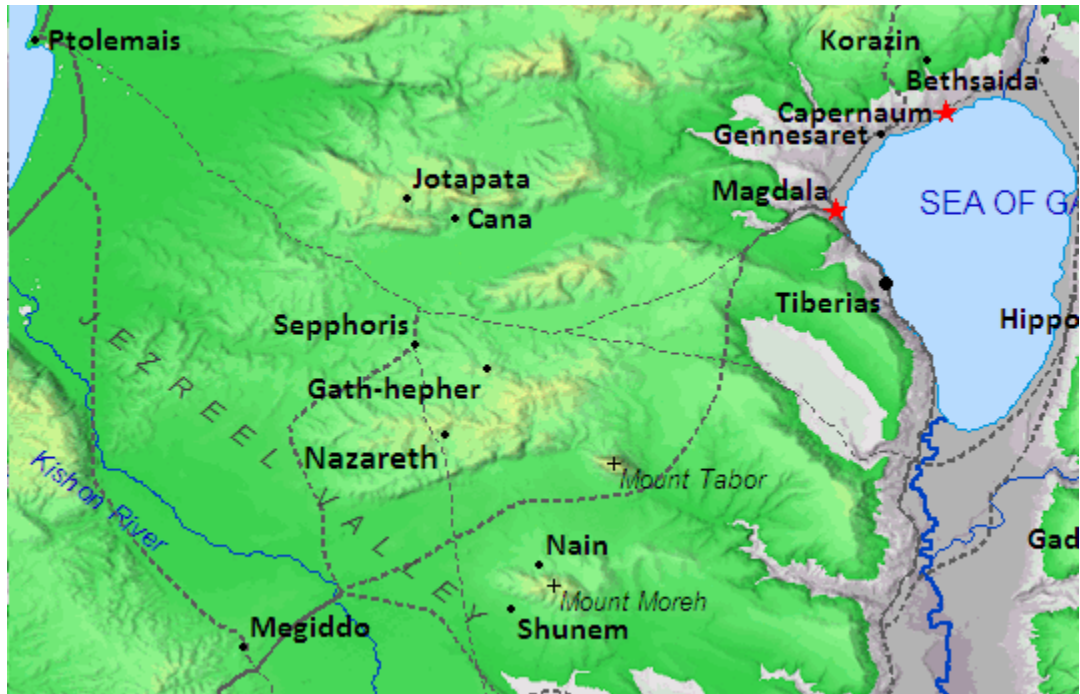 Ptolemais
Korazin
Bethsaida
Capernaum
Gennesaret
Jotapata
Magdala
Cana
SEA OF GA
Tiberias
Hippo
Sepphoris
JEZREEL VALLEY
Gath-hepher
Nazareth
Mount Tabor
Kishon River
Nain
Gad
Mount Moreh
Shunem
Megiddo